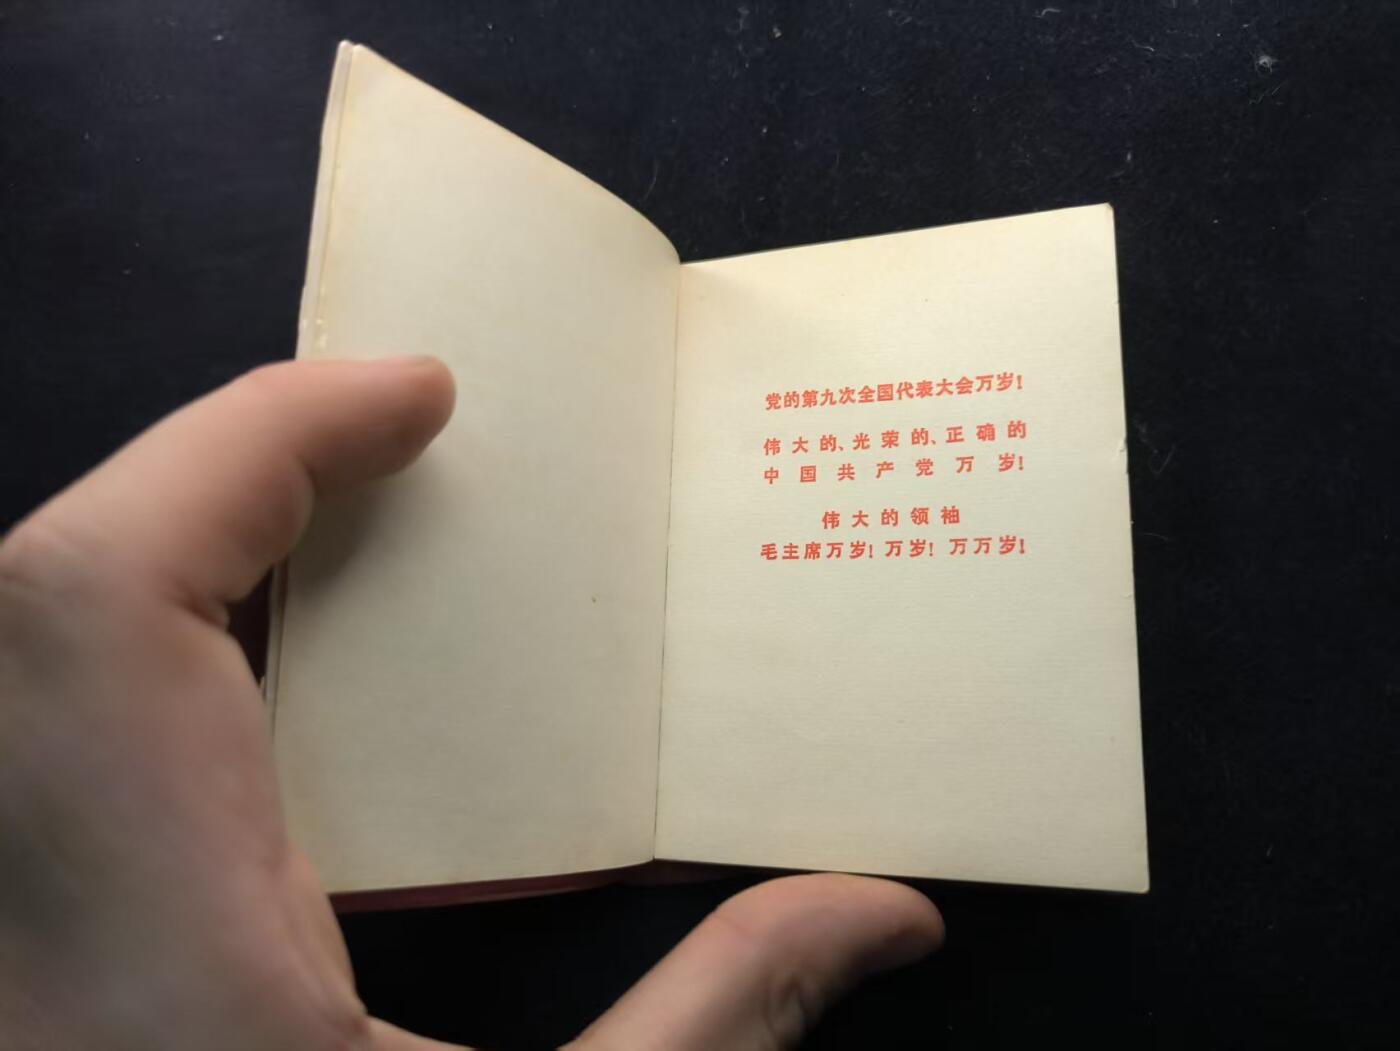 党的第九次全国代表大会万岁！
伟大的、光荣的、正确的
中国共产党万岁！
伟大的领袖
毛主席万岁！万岁！万万岁！